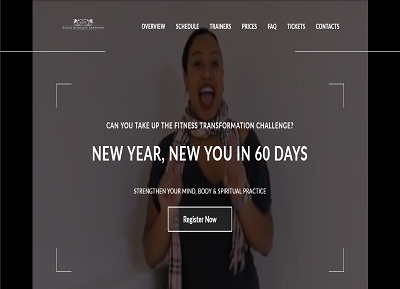 OVERVIEW SCHEDULE TRAINERS PRICES FAQ TICKETS CONTACTS
CAN YOU TAKE UP THE FITNESS TRANSFORMATION CHALLENGE?
NEW YEAR, NEW YOU IN 60 DAYS
STRENGTHEN YOUR MIND, BODY & SPIRITUAL PRACTICE
Register Now